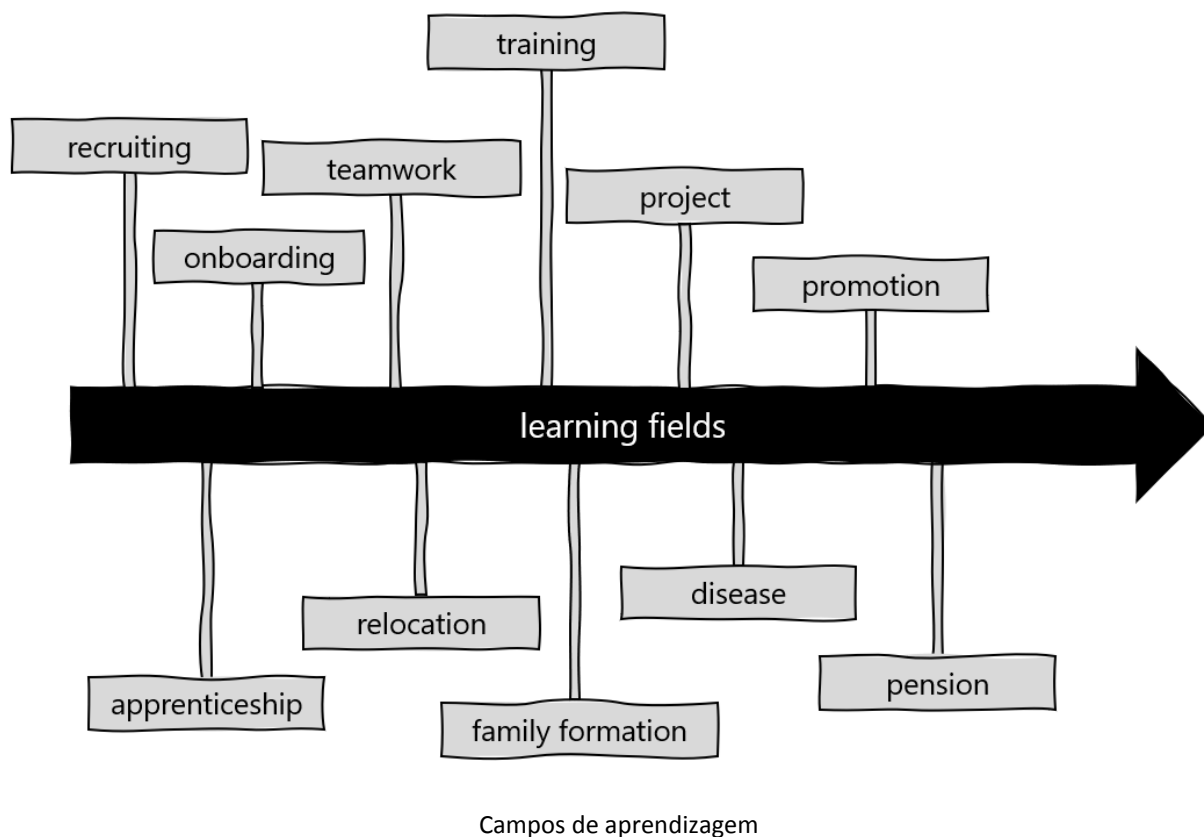 training
recruiting
teamwork
project
onboarding
promotion
learning fields
disease
relocation
pension
apprenticeship
family formation
Campos de aprendizagem